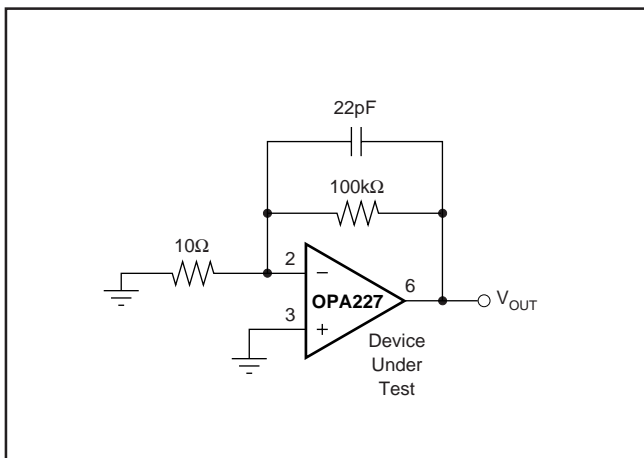 22pF
100kΩ
10Ω
2
−
OPA227
6
V_OUT
3
+
Device
Under
Test